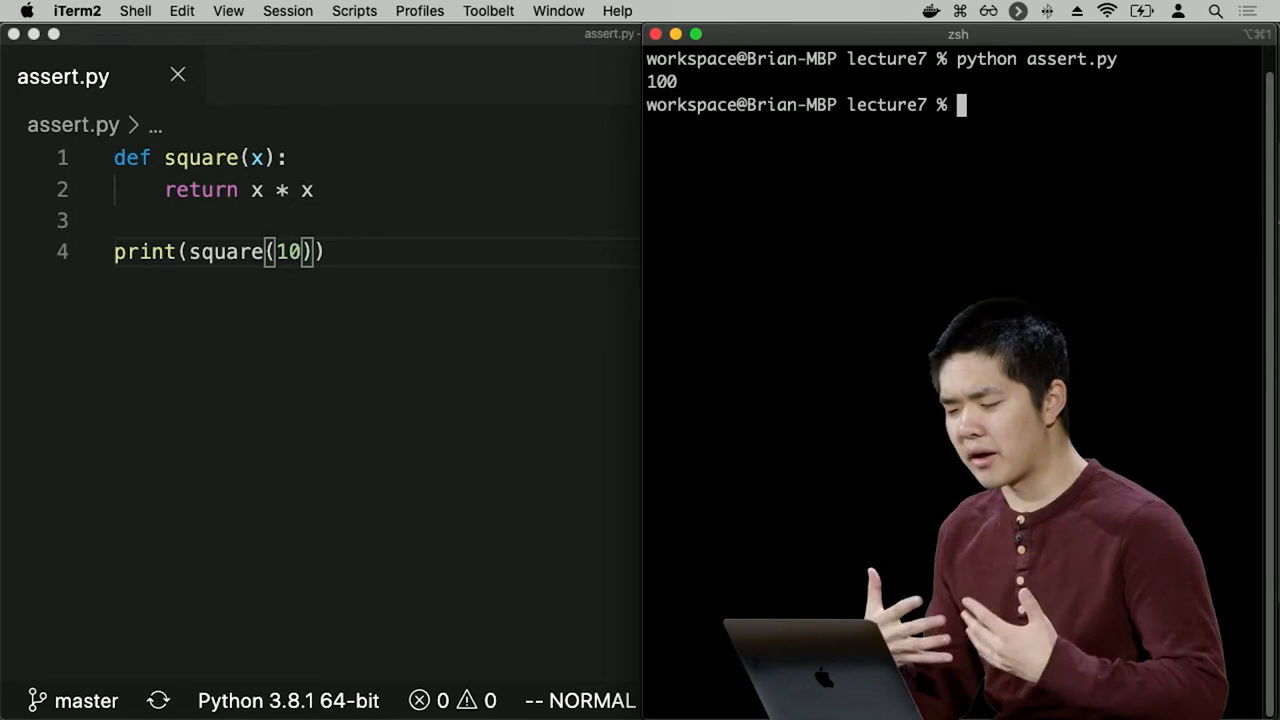 iTerm2 Shell Edit View Session Scripts Profiles Toolbelt Window Help
assert.py -
zsh
⌥⌘1
assert.py
assert.py > ...
1 def square(x):
2     return x * x
3
4 print(square(10))
workspace@Brian-MBP lecture7 % python assert.py
100
workspace@Brian-MBP lecture7 %
master Python 3.8.1 64-bit 0 0 -- NORMAL